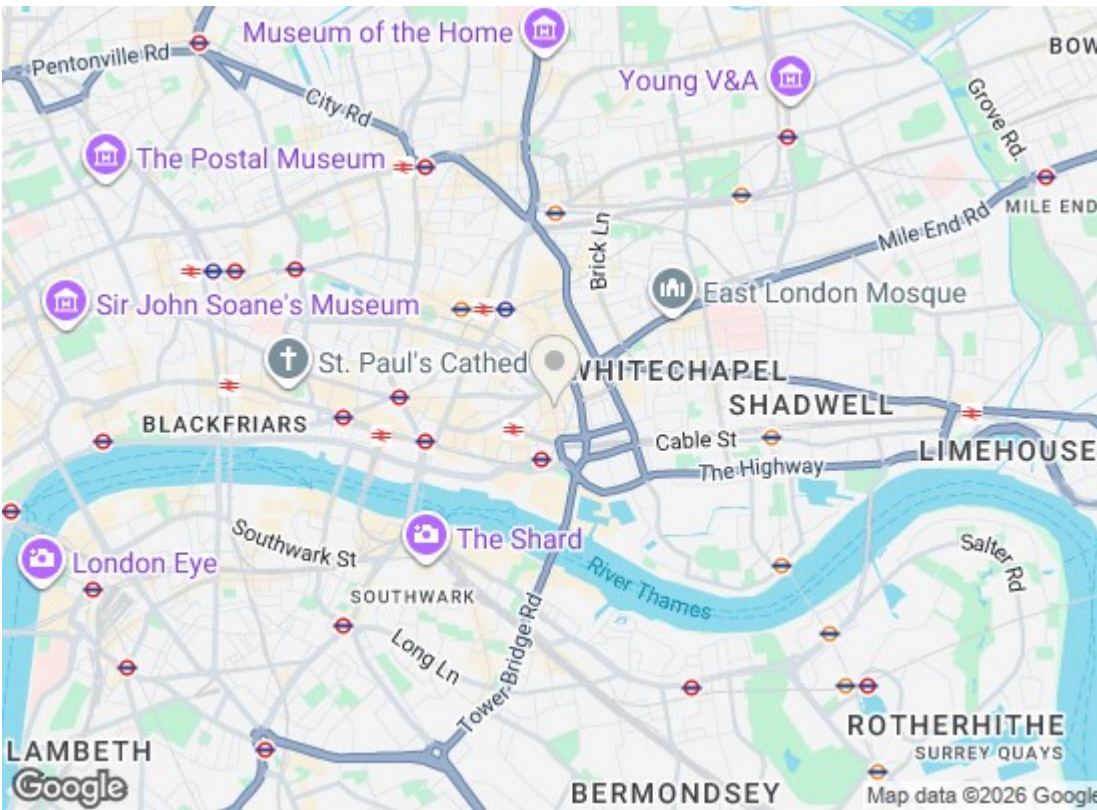 Museum of the Home
BOW
Pentonville Rd
Young V&A
City Rd
Grove Rd.
The Postal Museum
MILE END
Brick Ln
Mile End Rd
East London Mosque
Sir John Soane's Museum
St. Paul's Cathed
WHITECHAPEL
SHADWELL
BLACKFRIARS
Cable St
LIMEHOUSE
The Highway
Southwark St
The Shard
London Eye
River Thames
Salter Rd
SOUTHWARK
Long Ln
Tower Bridge Rd
ROTHERHITHE
LAMBETH
SURREY QUAYS
Google
BERMONDSEY
Map data ©2026 Google